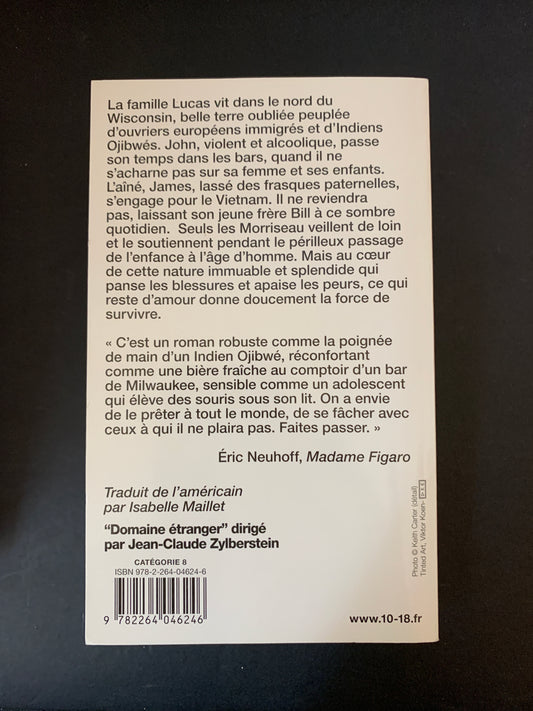 La famille Lucas vit dans le nord du
Wisconsin, belle terre oubliée peuplée
d'ouvriers européens immigrés et d'Indiens
Ojibwés. John, violent et alcoolique, passe
son temps dans les bars, quand il ne
s'acharne pas sur sa femme et ses enfants.
L'aîné, James, lassé des frasques paternelles,
s'engage pour le Vietnam. Il ne reviendra
pas, laissant son jeune frère Bill à ce sombre
quotidien. Seuls les Morriseau veillent de loin
et le soutiennent pendant le périlleux passage
de l'enfance à l'âge d'homme. Mais au cœur
de cette nature immuable et splendide qui
panse les blessures et apaise les peurs, ce qui
reste d'amour donne doucement la force de
survivre.
« C'est un roman robuste comme la poignée
de main d'un Indien Ojibwé, réconfortant
comme une bière fraîche au comptoir d'un bar
de Milwaukee, sensible comme un adolescent
qui élève des souris sous son lit. On a envie
de le prêter à tout le monde, de se fâcher avec
ceux à qui il ne plaira pas. Faites passer. »
Éric Neuhoff, Madame Figaro
Traduit de l'américain
par Isabelle Maillet
"Domaine étranger" dirigé
par Jean-Claude Zylberstein
CATÉGORIE 8
ISBN 978-2-264-04624-6
9 782264 046246
www.10-18.fr
Photo © Keith Carter (détail)
Tinted Art, Viktor Koen-